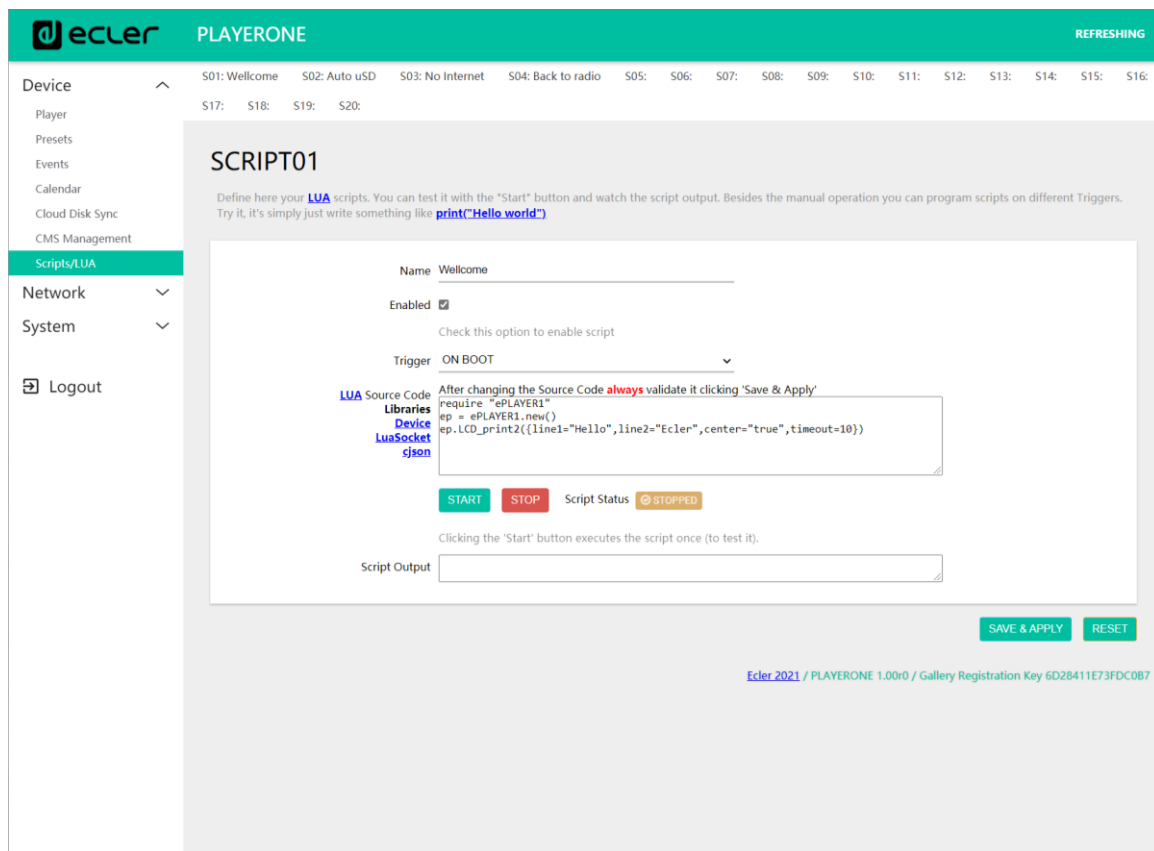 ecler
PLAYERONE
REFRESHING
Device
Player
Presets
Events
Calendar
Cloud Disk Sync
CMS Management
Scripts/LUA
Network
System
Logout
S01: Wellcome S02: Auto uSD S03: No Internet S04: Back to radio S05: S06: S07: S08: S09: S10: S11: S12: S13: S14: S15: S16:
S17: S18: S19: S20:
SCRIPT01
Define here your LUA scripts. You can test it with the "Start" button and watch the script output. Besides the manual operation you can program scripts on different Triggers.
Try it, it's simply just write something like print("Hello world")
Name Wellcome
Enabled
Check this option to enable script
Trigger ON BOOT
LUA Source Code
Libraries
Device
LuaSocket
cjson
After changing the Source Code always validate it clicking 'Save & Apply'
require "ePLAYER1"
ep = ePLAYER1.new()
ep.LCD_print2({line1="Hello",line2="Ecler",center="true",timeout=10})
START STOP Script Status STOPPED
Clicking the 'Start' button executes the script once (to test it).
Script Output
SAVE & APPLY RESET
Ecler 2021 / PLAYERONE 1.00r0 / Gallery Registration Key 6D28411E73FDC0B7